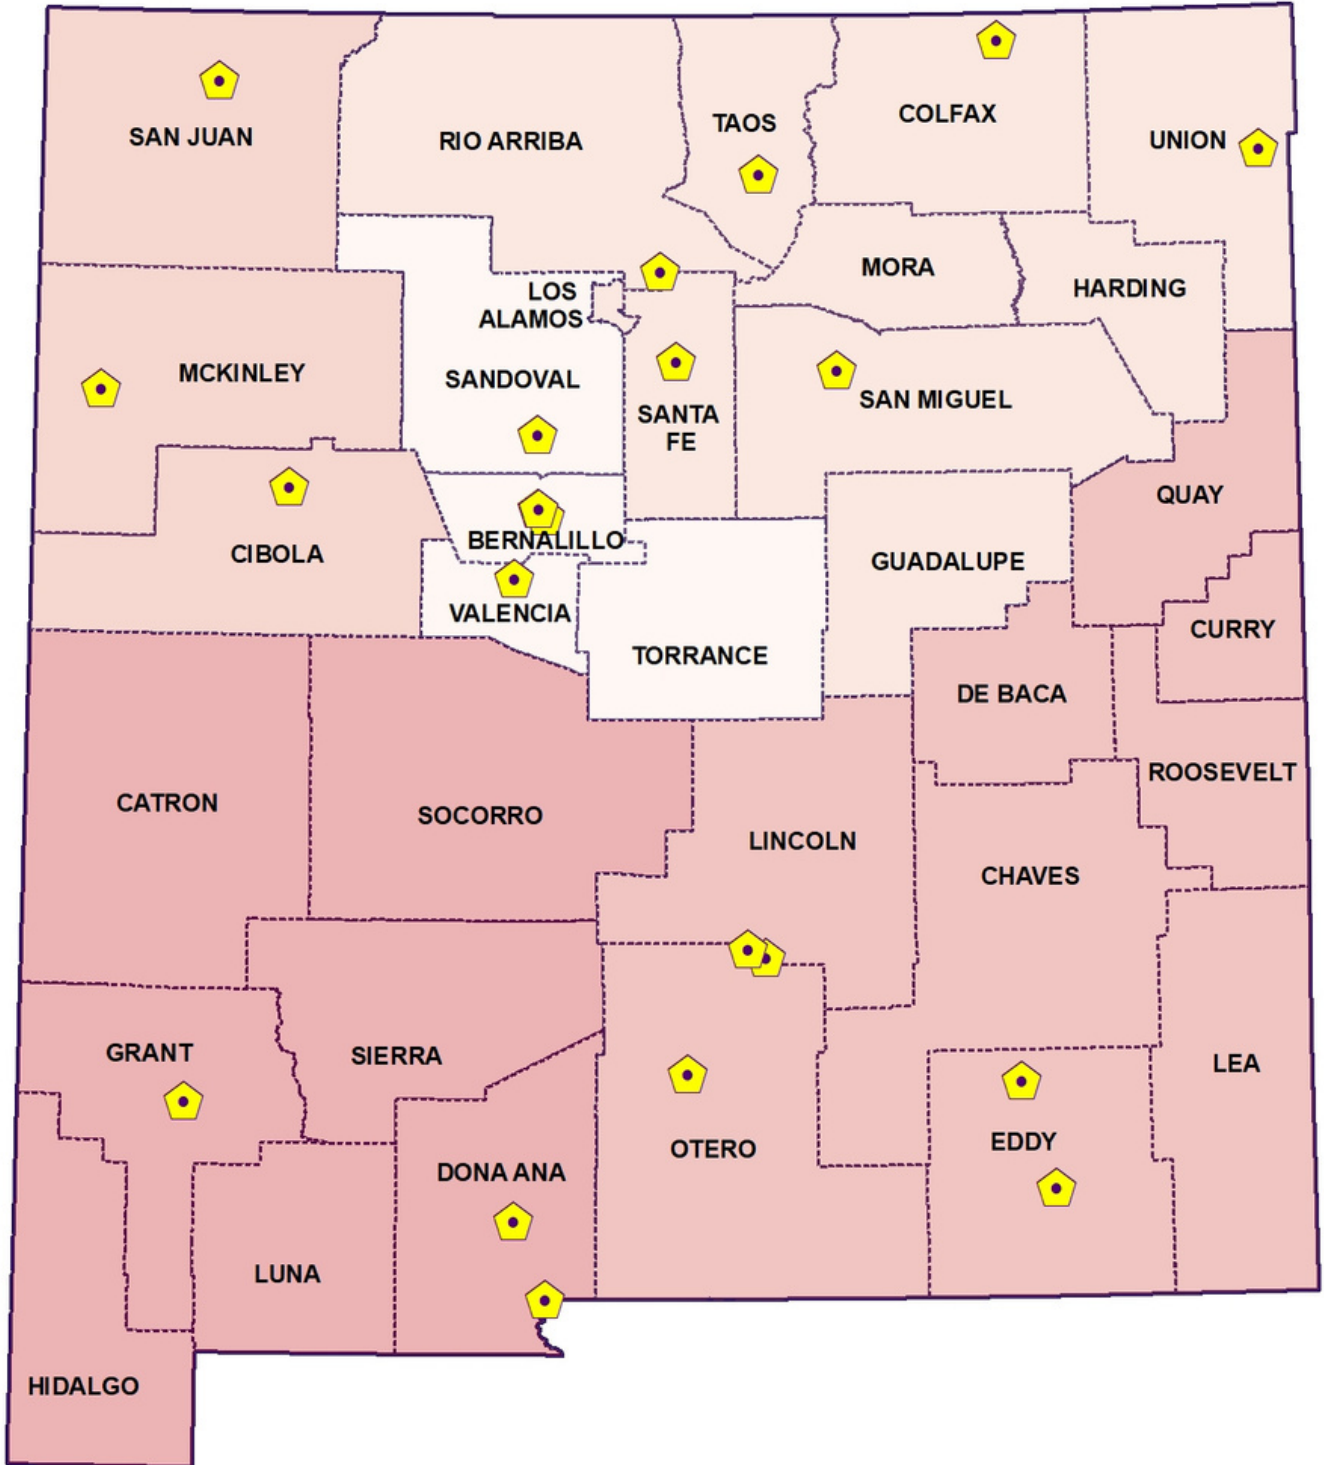 SAN JUAN
RIO ARRIBA
TAOS
COLFAX
UNION
MORA
HARDING
LOS
ALAMOS
MCKINLEY
SANDOVAL
SANTA
FE
SAN MIGUEL
QUAY
CIBOLA
BERNALILLO
GUADALUPE
VALENCIA
CURRY
TORRANCE
DE BACA
ROOSEVELT
CATRON
SOCORRO
LINCOLN
CHAVES
GRANT
SIERRA
LEA
EDDY
OTERO
DONA ANA
LUNA
HIDALGO